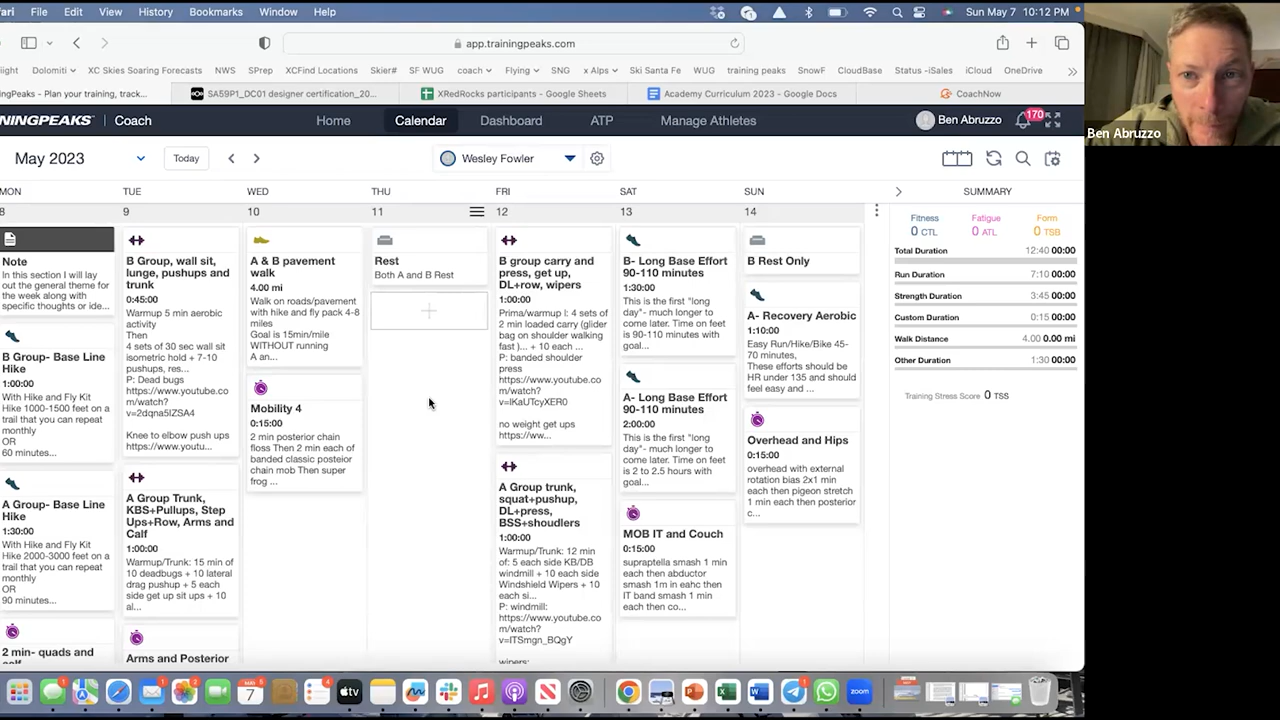 fari File Edit View History Bookmarks Window Help Sun May 7 10:12 PM
app.trainingpeaks.com
Dolomiti XC Skies Soaring Forecasts NWS SPrep XCFind Locations Skier# SF WUG coach Flying SNG x Alps Ski Santa Fe WUG training peaks SnowF CloudBase Status -iSales iCloud OneDrive
ningPeaks - Plan your training, track... SA59P1_DC01 designer certification_20... XRedRocks participants - Google Sheets Academy Curriculum 2023 - Google Docs CoachNow
NINGPEAKS Coach Home Calendar Dashboard ATP Manage Athletes Ben Abruzzo 170
May 2023 Today Wesley Fowler
MON TUE WED THU FRI SAT SUN SUMMARY
8 9 10 11 12 13 14
Note
In this section I will lay
out the general theme for
the week along with
specific thoughts or ide...
B Group- Base Line
Hike
1:00:00
With Hike and Fly Kit
Hike 1000-1500 feet on a
trail that you can repeat
monthly
OR
60 minutes...
A Group- Base Line
Hike
1:30:00
With Hike and Fly Kit
Hike 2000-3000 feet on a
trail that you can repeat
monthly
OR
90 minutes...
2 min- quads and
calf
B Group, wall sit,
lunge, pushups and
trunk
0:45:00
Warmup 5 min aerobic
activity
Then
4 sets of 30 sec wall sit
isometric hold + 7-10
pushups, res...
P: Dead bugs
https://www.youtube.co
m/watch?
v=2dqna5lZSA4
Knee to elbow push ups
https://www.youtu...
A Group Trunk,
KBS+Pullups, Step
Ups+Row, Arms and
Calf
1:00:00
Warmup/Trunk: 15 min of
10 deadbugs + 10 lateral
drag pushup + 5 each
side get up sit ups + 10
al...
Arms and Posterior
A & B pavement
walk
4.00 mi
Walk on roads/pavement
with hike and fly pack 4-8
miles
Goal is 15min/mile
WITHOUT running
A an...
Mobility 4
0:15:00
2 min posterior chain
floss Then 2 min each of
banded classic posteior
chain mob Then super
frog ...
Rest
Both A and B Rest
B group carry and
press, get up,
DL+row, wipers
1:00:00
Prima/warmup l: 4 sets of
2 min loaded carry (glider
bag on shoulder walking
fast )... + 10 each ...
P: banded shoulder
press
https://www.youtube.co
m/watch?
v=lKaUTcyXER0
no weight get ups
https://ww...
A Group trunk,
squat+pushup,
DL+press,
BSS+shoudlers
1:00:00
Warmup/Trunk: 12 min
of: 5 each side KB/DB
windmill + 10 each side
Windshield Wipers + 10
each si...
P: windmill:
https://www.youtube.co
m/watch?
v=lTSmgn_BQgY
wipers:
B- Long Base Effort
90-110 minutes
1:30:00
This is the first "long
day"- much longer to
come later. Time on feet
is 90-110 minutes with
goal...
A- Long Base Effort
90-110 minutes
2:00:00
This is the first "long
day"- much longer to
come later. Time on feet
is 2 to 2.5 hours with
goal...
MOB IT and Couch
0:15:00
supraptella smash 1 min
each then abductor
smash 1m in eahc then
IT band smash 1 min
each then co...
B Rest Only
A- Recovery Aerobic
1:10:00
Easy Run/Hike/Bike 45-
70 minutes,
These efforts should be
HR under 135 and should
feel easy and ...
Overhead and Hips
0:15:00
overhead with external
rotation bias 2x1 min
each then pigeon stretch
1 min each then posterior
c...
Fitness Fatigue Form
0 CTL 0 ATL 0 TSB
Total Duration 12:40 00:00
Run Duration 7:10 00:00
Strength Duration 3:45 00:00
Custom Duration 0:15 00:00
Walk Distance 4.00 0.00 mi
Other Duration 1:30 00:00
Training Stress Score 0 TSS
Ben Abruzzo
MAY
7
tv
zoom